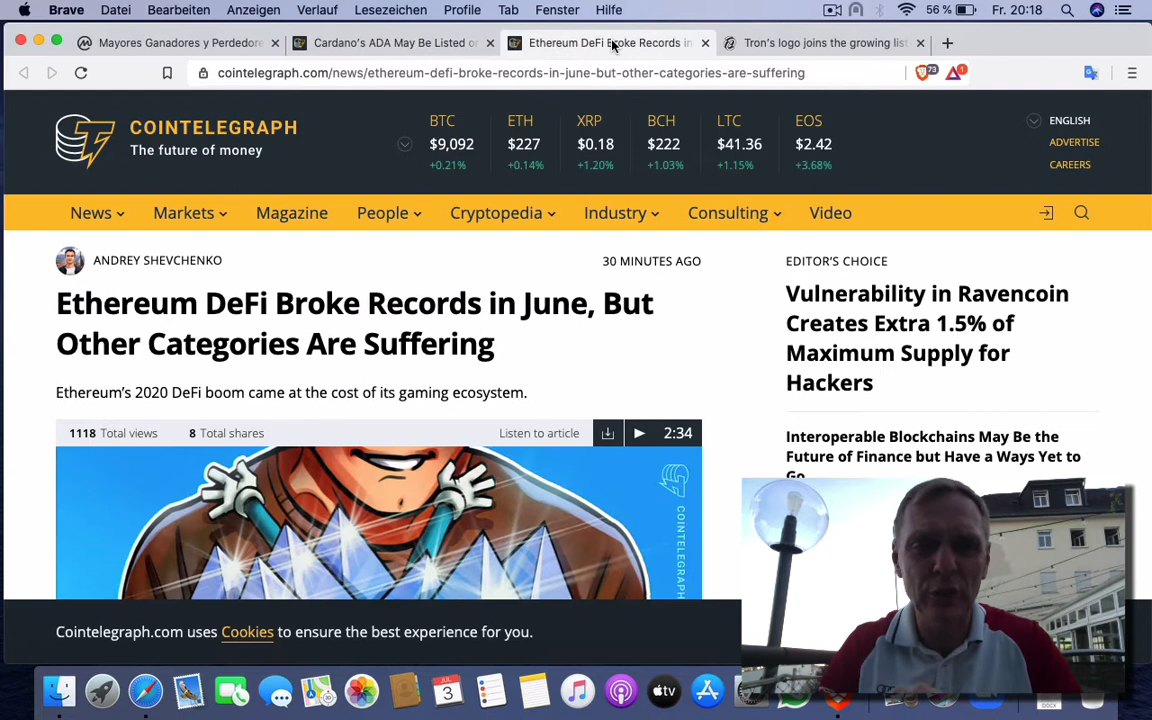 Brave Datei Bearbeiten Anzeigen Verlauf Lesezeichen Profile Tab Fenster Hilfe 56 % Fr. 20:18
Mayores Ganadores y Perdedore
Cardano's ADA May Be Listed or
Ethereum DeFi Broke Records in
Tron's logo joins the growing list
cointelegraph.com/news/ethereum-defi-broke-records-in-june-but-other-categories-are-suffering
73
1
COINTELEGRAPH
The future of money
BTC ETH XRP BCH LTC EOS
$9,092 $227 $0.18 $222 $41.36 $2.42
+0.21% +0.14% +1.20% +1.03% +1.15% +3.68%
ENGLISH
ADVERTISE
CAREERS
News Markets Magazine People Cryptopedia Industry Consulting Video
ANDREY SHEVCHENKO
30 MINUTES AGO
Ethereum DeFi Broke Records in June, But
Other Categories Are Suffering
Ethereum's 2020 DeFi boom came at the cost of its gaming ecosystem.
1118 Total views 8 Total shares Listen to article 2:34
COINTELEGRAPH
EDITOR'S CHOICE
Vulnerability in Ravencoin
Creates Extra 1.5% of
Maximum Supply for
Hackers
Interoperable Blockchains May Be the
Future of Finance but Have a Ways Yet to
Go
Cointelegraph.com uses Cookies to ensure the best experience for you.
JUL
3
tv
DOCX